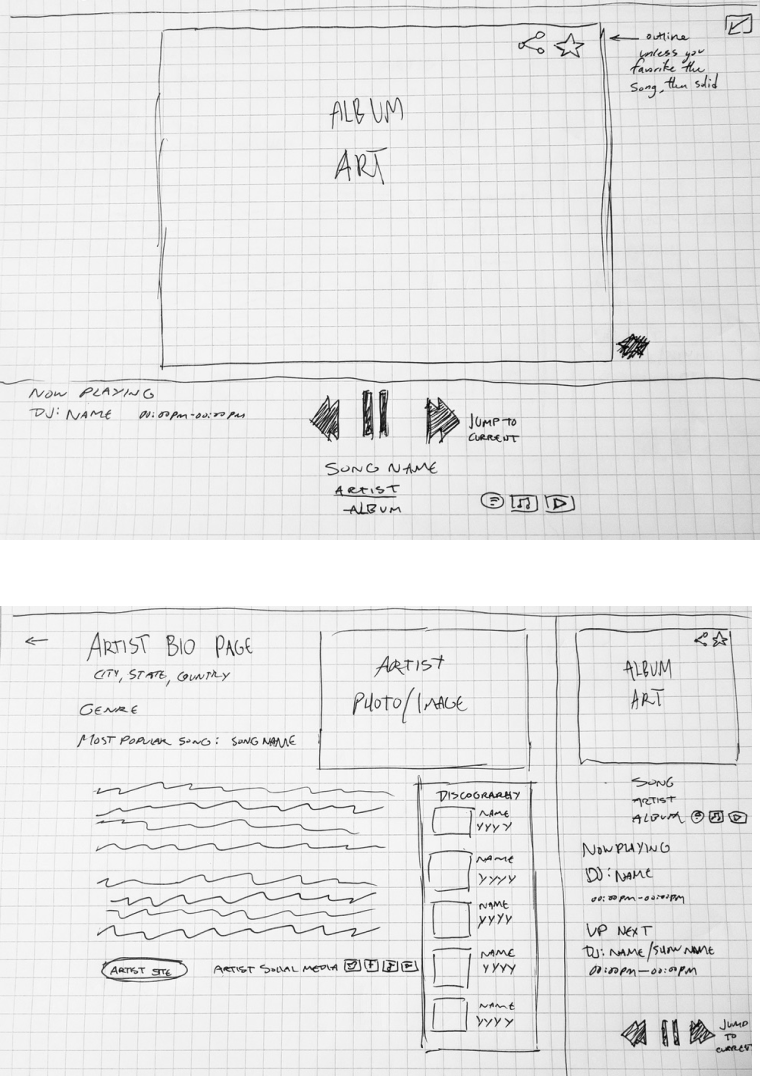 outline
unless you
favorite the
song, then solid
ALBUM
ART
NOW PLAYING
DJ: NAME 00:00pm-00:00pm
JUMP TO
CURRENT
SONG NAME
ARTIST
ALBUM
ARTIST BIO PAGE
CITY, STATE, COUNTRY
GENRE
MOST POPULAR SONG: SONG NAME
ARTIST
PHOTO/IMAGE
DISCOGRAPHY
NAME
YYYY
NAME
YYYY
NAME
YYYY
NAME
YYYY
NAME
YYYY
ARTIST SITE
ARTIST SOCIAL MEDIA
ALBUM
ART
SONG
ARTIST
ALBUM
NOW PLAYING
DJ: NAME
00:00pm-00:00pm
UP NEXT
DJ: NAME/SHOW NAME
00:00pm-00:00pm
JUMP
TO
CURRENT